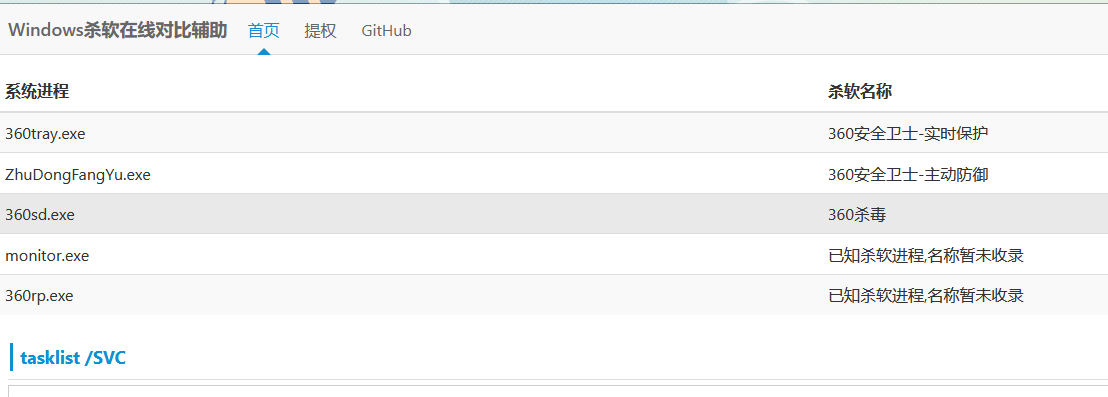 Windows杀软在线对比辅助 首页 提权 GitHub
系统进程 杀软名称
360tray.exe 360安全卫士-实时保护
ZhuDongFangYu.exe 360安全卫士-主动防御
360sd.exe 360杀毒
monitor.exe 已知杀软进程,名称暂未收录
360rp.exe 已知杀软进程,名称暂未收录
tasklist /SVC